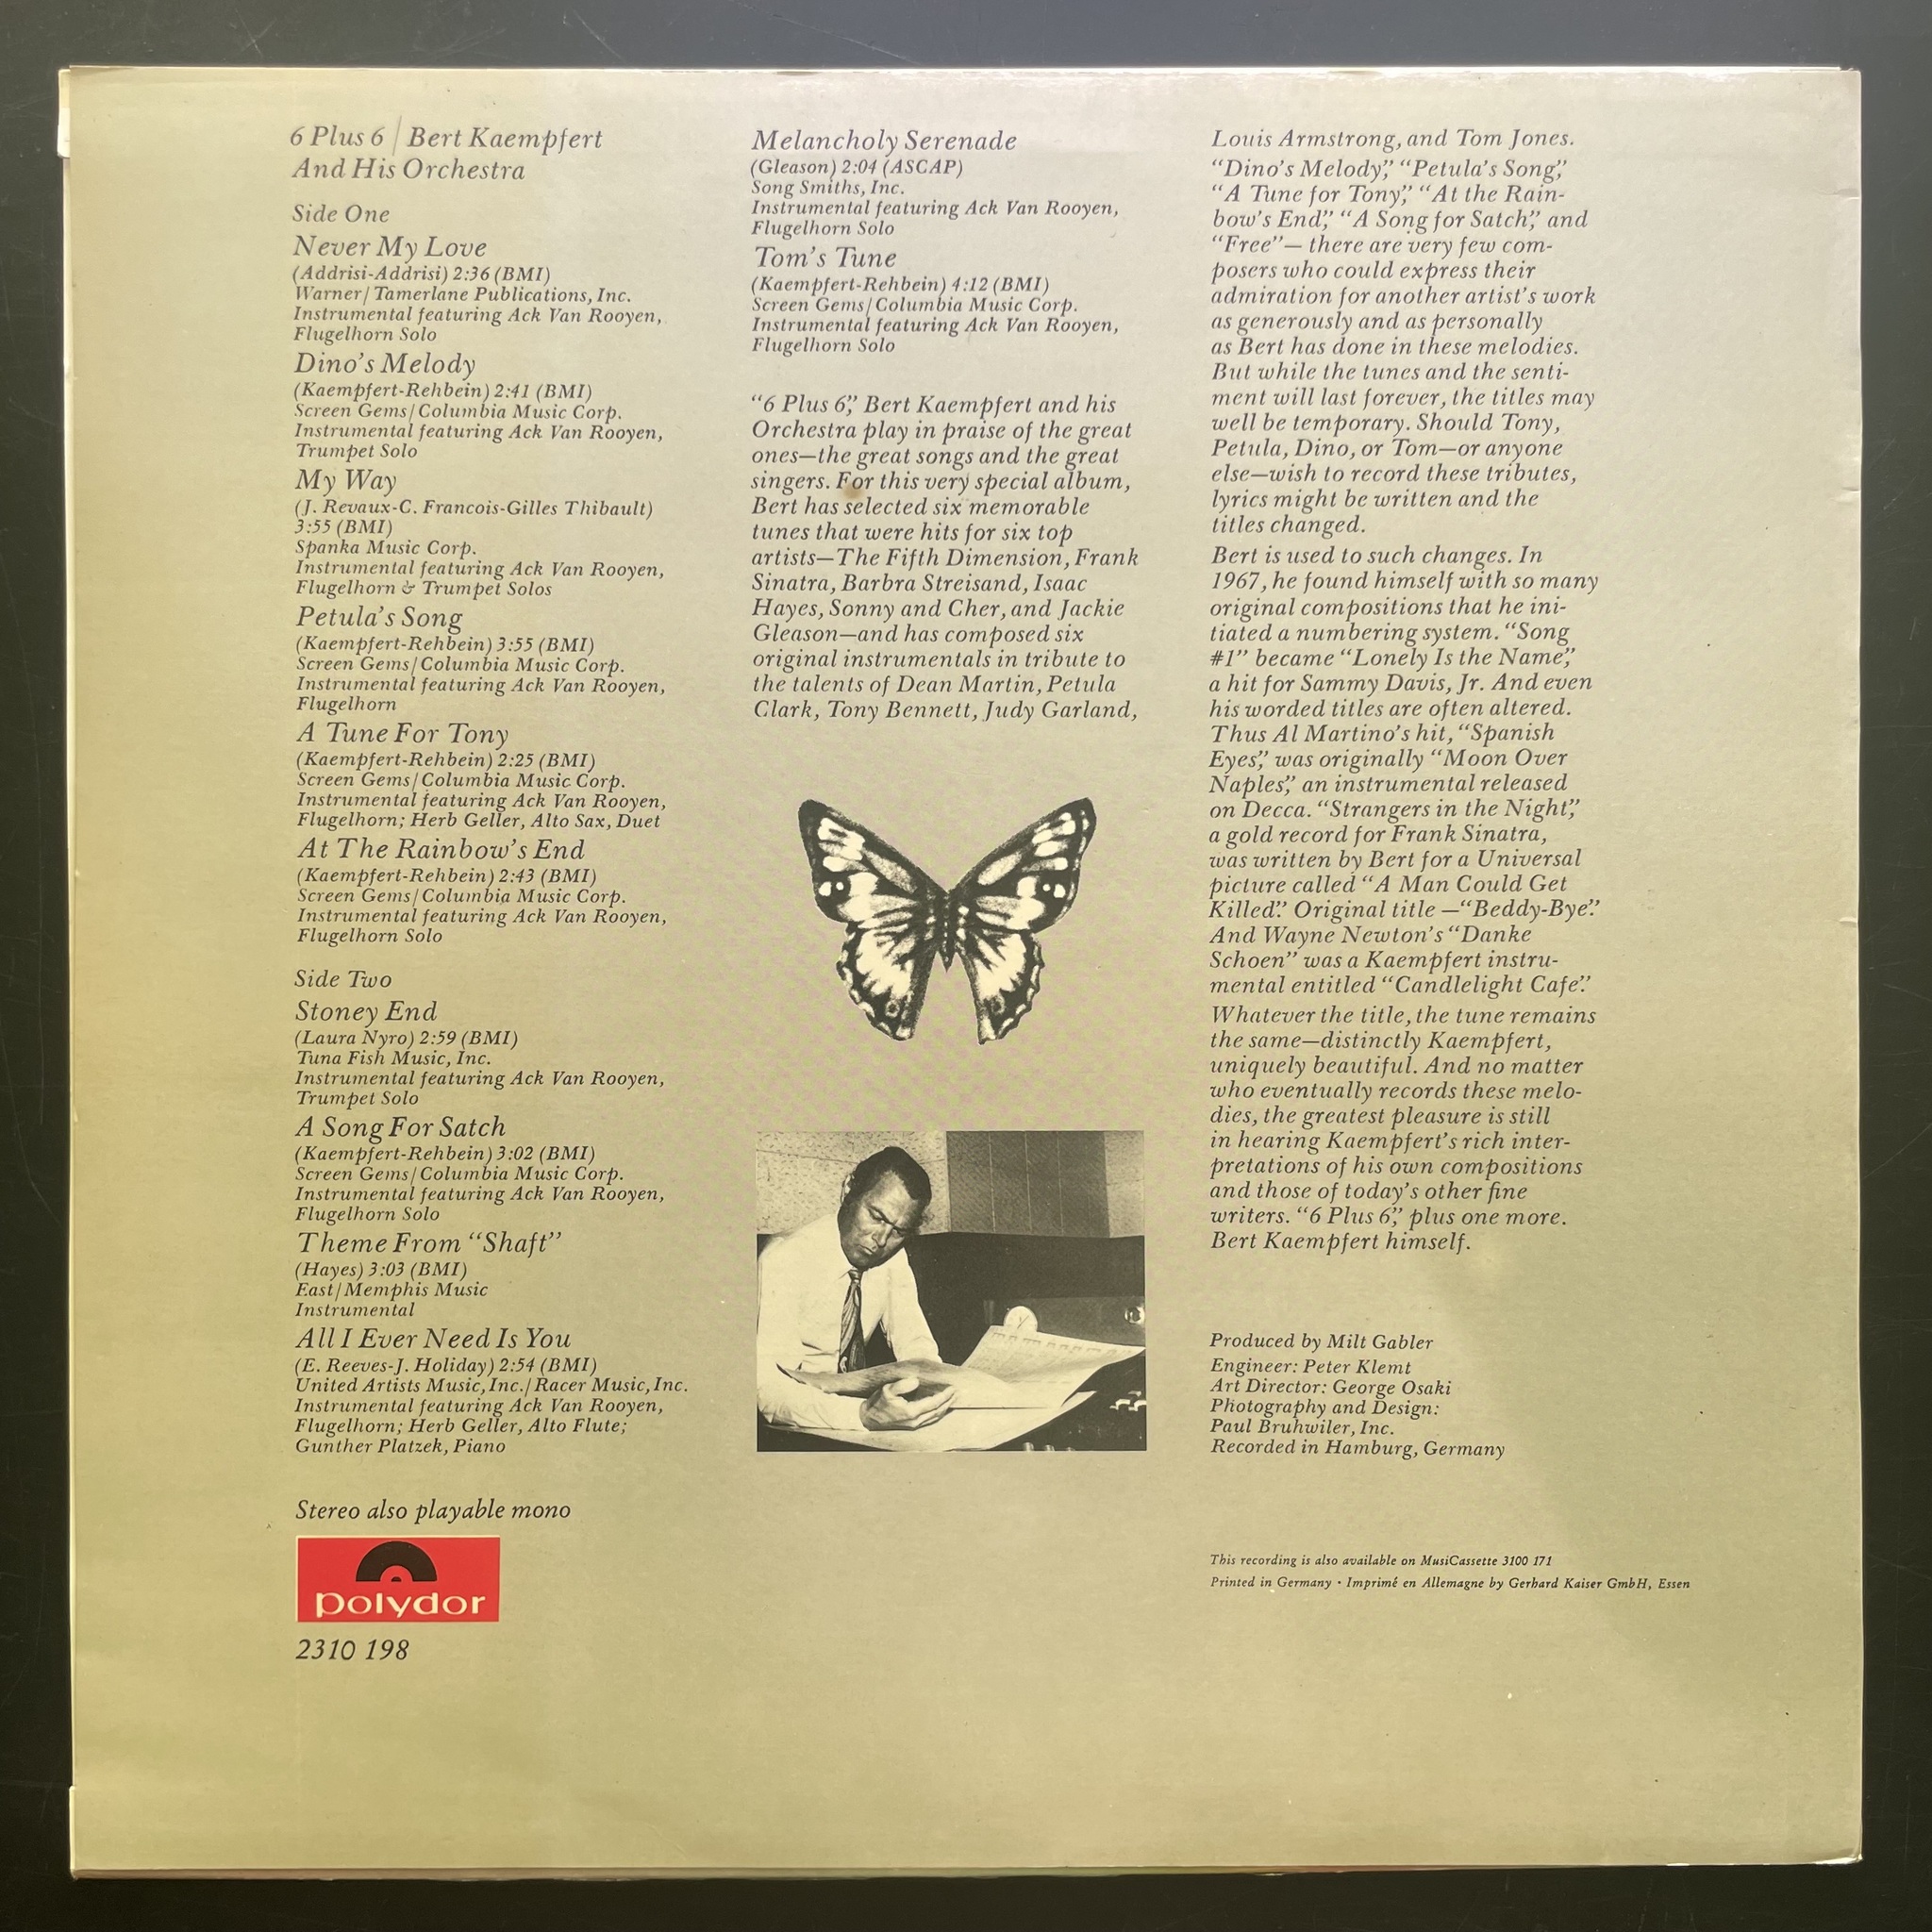 6 Plus 6 | Bert Kaempfert
And His Orchestra
Side One
Never My Love
(Addrisi-Addrisi) 2:36 (BMI)
Warner/Tamerlane Publications, Inc.
Instrumental featuring Ack Van Rooyen,
Flugelhorn Solo
Dino's Melody
(Kaempfert-Rehbein) 2:41 (BMI)
Screen Gems/Columbia Music Corp.
Instrumental featuring Ack Van Rooyen,
Trumpet Solo
My Way
(J. Revaux-C. Francois-Gilles Thibault)
3:55 (BMI)
Spanka Music Corp.
Instrumental featuring Ack Van Rooyen,
Flugelhorn & Trumpet Solos
Petula's Song
(Kaempfert-Rehbein) 3:55 (BMI)
Screen Gems/Columbia Music Corp.
Instrumental featuring Ack Van Rooyen,
Flugelhorn
A Tune For Tony
(Kaempfert-Rehbein) 2:25 (BMI)
Screen Gems/Columbia Music Corp.
Instrumental featuring Ack Van Rooyen,
Flugelhorn; Herb Geller, Alto Sax, Duet
At The Rainbow's End
(Kaempfert-Rehbein) 2:43 (BMI)
Screen Gems/Columbia Music Corp.
Instrumental featuring Ack Van Rooyen,
Flugelhorn Solo
Side Two
Stoney End
(Laura Nyro) 2:59 (BMI)
Tuna Fish Music, Inc.
Instrumental featuring Ack Van Rooyen,
Trumpet Solo
A Song For Satch
(Kaempfert-Rehbein) 3:02 (BMI)
Screen Gems/Columbia Music Corp.
Instrumental featuring Ack Van Rooyen,
Flugelhorn Solo
Theme From "Shaft"
(Hayes) 3:03 (BMI)
East/Memphis Music
Instrumental
All I Ever Need Is You
(E. Reeves-J. Holiday) 2:54 (BMI)
United Artists Music, Inc./Racer Music, Inc.
Instrumental featuring Ack Van Rooyen,
Flugelhorn; Herb Geller, Alto Flute;
Gunther Platzek, Piano
Stereo also playable mono
polydor
2310 198
Melancholy Serenade
(Gleason) 2:04 (ASCAP)
Song Smiths, Inc.
Instrumental featuring Ack Van Rooyen,
Flugelhorn Solo
Tom's Tune
(Kaempfert-Rehbein) 4:12 (BMI)
Screen Gems/Columbia Music Corp.
Instrumental featuring Ack Van Rooyen,
Flugelhorn Solo
"6 Plus 6," Bert Kaempfert and his
Orchestra play in praise of the great
ones—the great songs and the great
singers. For this very special album,
Bert has selected six memorable
tunes that were hits for six top
artists—The Fifth Dimension, Frank
Sinatra, Barbra Streisand, Isaac
Hayes, Sonny and Cher, and Jackie
Gleason—and has composed six
original instrumentals in tribute to
the talents of Dean Martin, Petula
Clark, Tony Bennett, Judy Garland,
Louis Armstrong, and Tom Jones.
"Dino's Melody," "Petula's Song,"
"A Tune for Tony," "At the Rain-
bow's End," "A Song for Satch," and
"Free"—there are very few com-
posers who could express their
admiration for another artist's work
as generously and as personally
as Bert has done in these melodies.
But while the tunes and the senti-
ment will last forever, the titles may
well be temporary. Should Tony,
Petula, Dino, or Tom—or anyone
else—wish to record these tributes,
lyrics might be written and the
titles changed.
Bert is used to such changes. In
1967, he found himself with so many
original compositions that he ini-
tiated a numbering system. "Song
#1" became "Lonely Is the Name,"
a hit for Sammy Davis, Jr. And even
his worded titles are often altered.
Thus Al Martino's hit, "Spanish
Eyes," was originally "Moon Over
Naples," an instrumental released
on Decca. "Strangers in the Night,"
a gold record for Frank Sinatra,
was written by Bert for a Universal
picture called "A Man Could Get
Killed." Original title—"Beddy-Bye."
And Wayne Newton's "Danke
Schoen" was a Kaempfert instru-
mental entitled "Candlelight Cafe."
Whatever the title, the tune remains
the same—distinctly Kaempfert,
uniquely beautiful. And no matter
who eventually records these melo-
dies, the greatest pleasure is still
in hearing Kaempfert's rich inter-
pretations of his own compositions
and those of today's other fine
writers. "6 Plus 6," plus one more.
Bert Kaempfert himself.
Produced by Milt Gabler
Engineer: Peter Klemt
Art Director: George Osaki
Photography and Design:
Paul Bruhwiler, Inc.
Recorded in Hamburg, Germany
This recording is also available on MusiCassette 3100 171
Printed in Germany • Imprimé en Allemagne by Gerhard Kaiser GmbH, Essen